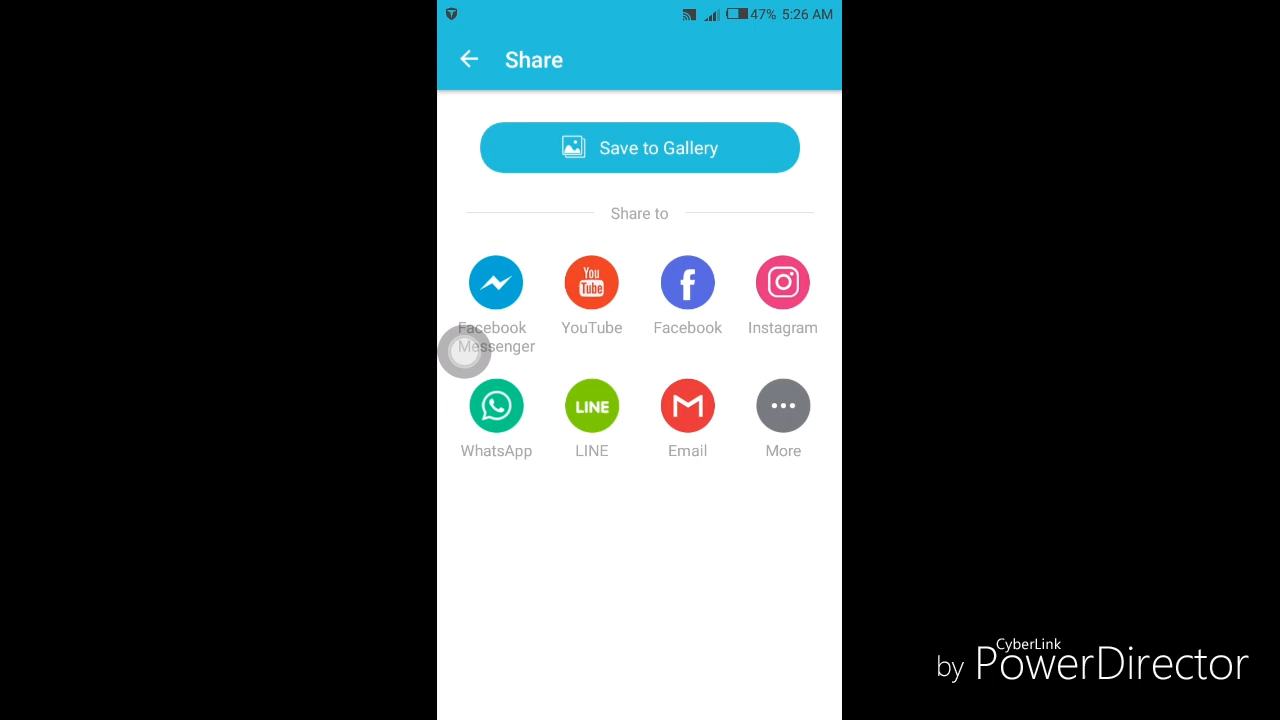 47% 5:26 AM
Share
Save to Gallery
Share to
You
Tube
f
Facebook
Messenger
YouTube
Facebook
Instagram
LINE
WhatsApp
LINE
Email
More
CyberLink
by PowerDirector